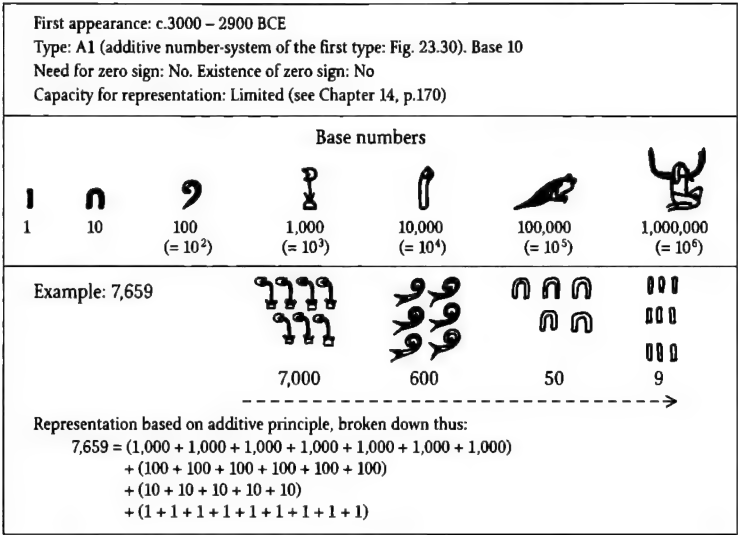 First appearance: c.3000 – 2900 BCE
Type: A1 (additive number-system of the first type: Fig. 23.30). Base 10
Need for zero sign: No. Existence of zero sign: No
Capacity for representation: Limited (see Chapter 14, p.170)
Base numbers
1 10 100 1,000 10,000 100,000 1,000,000
(= 10²) (= 10³) (= 10⁴) (= 10⁵) (= 10⁶)
Example: 7,659
7,000 600 50 9
Representation based on additive principle, broken down thus:
7,659 = (1,000 + 1,000 + 1,000 + 1,000 + 1,000 + 1,000 + 1,000)
+ (100 + 100 + 100 + 100 + 100 + 100)
+ (10 + 10 + 10 + 10 + 10)
+ (1 + 1 + 1 + 1 + 1 + 1 + 1 + 1 + 1)